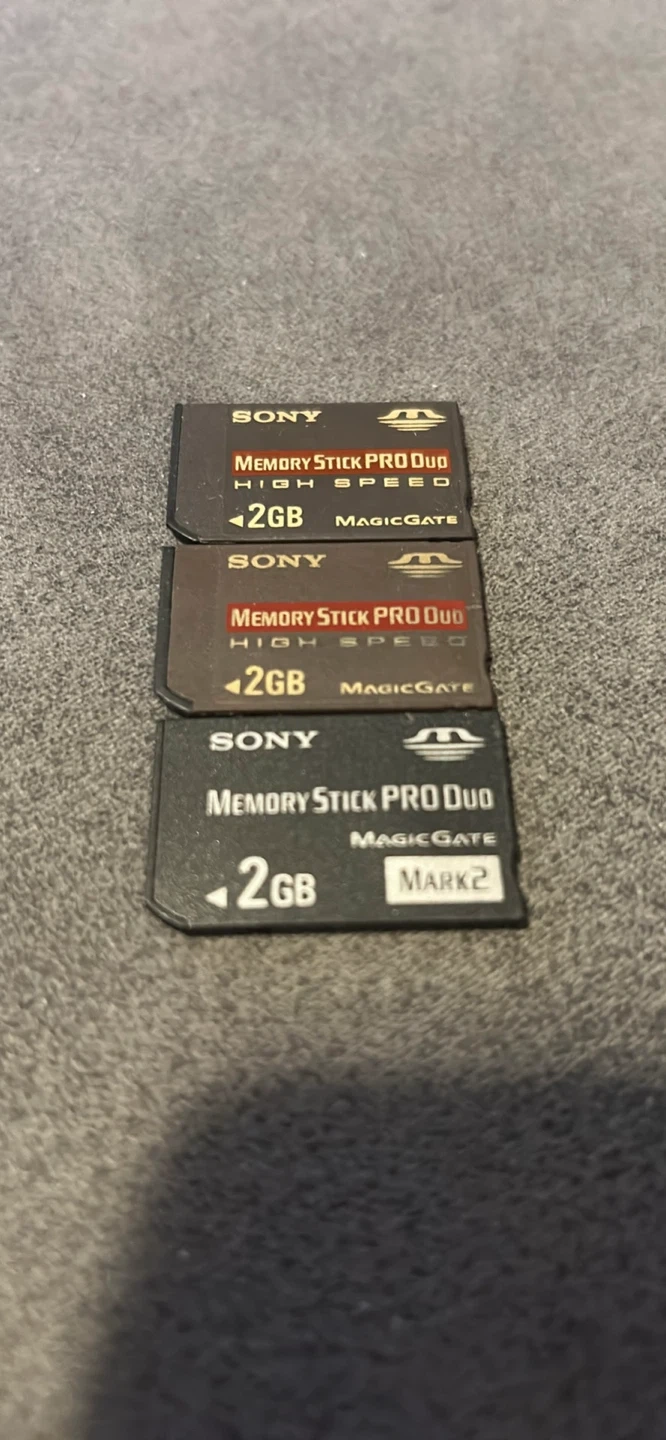 SONY
MEMORY STICK PRO DUO
HIGH SPEED
◄2GB MAGICGATE
SONY
MEMORY STICK PRO DUO
HIGH SPEED
◄2GB MAGICGATE
SONY
MEMORY STICK PRO DUO
MAGICGATE
◄2GB MARK2